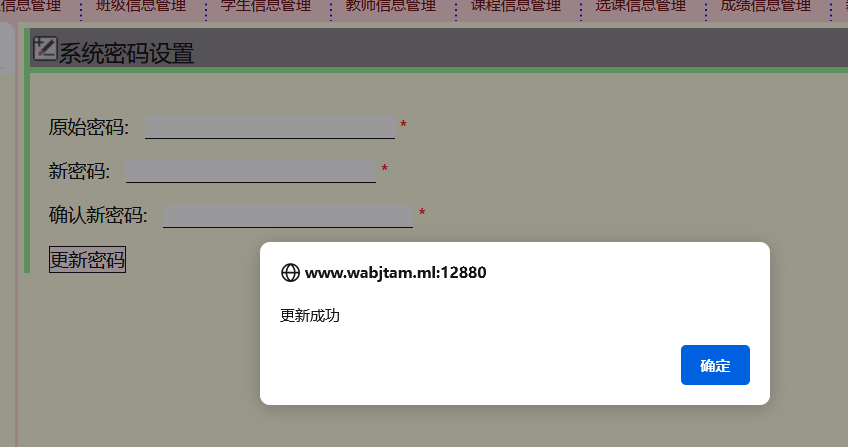 信息管理 班级信息管理 学生信息管理 教师信息管理 课程信息管理 选课信息管理 成绩信息管理
系统密码设置
原始密码: *
新密码: *
确认新密码: *
更新密码
www.wabjtam.ml:12880
更新成功
确定